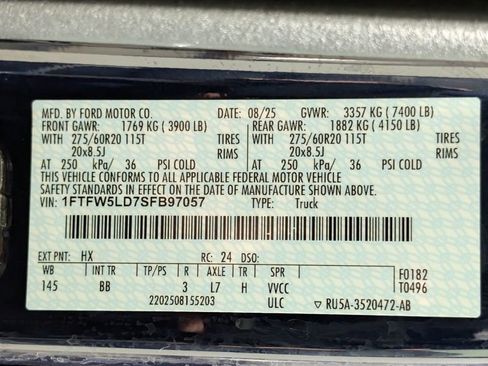 MFD. BY FORD MOTOR CO. DATE: 08/25 GVWR: 3357 KG ( 7400 LB)
FRONT GAWR: 1769 KG ( 3900 LB) REAR GAWR: 1882 KG ( 4150 LB)
WITH 275/60R20 115T TIRES WITH 275/60R20 115T TIRES
20x8.5J RIMS 20x8.5J RIMS
AT 250 kPa/ 36 PSI COLD AT 250 kPa/ 36 PSI COLD
THIS VEHICLE CONFORMS TO ALL APPLICABLE FEDERAL MOTOR VEHICLE
SAFETY STANDARDS IN EFFECT ON THE DATE OF MANUFACTURE SHOWN ABOVE.
VIN: 1FTFW5LD7SFB97057 TYPE: Truck
EXT PNT: HX RC: 24 DSO:
WB INT TR TP/PS R AXLE TR SPR F0182
145 BB 3 L7 H VVCC T0496
2202508155203 ULC RU5A-3520472-AB